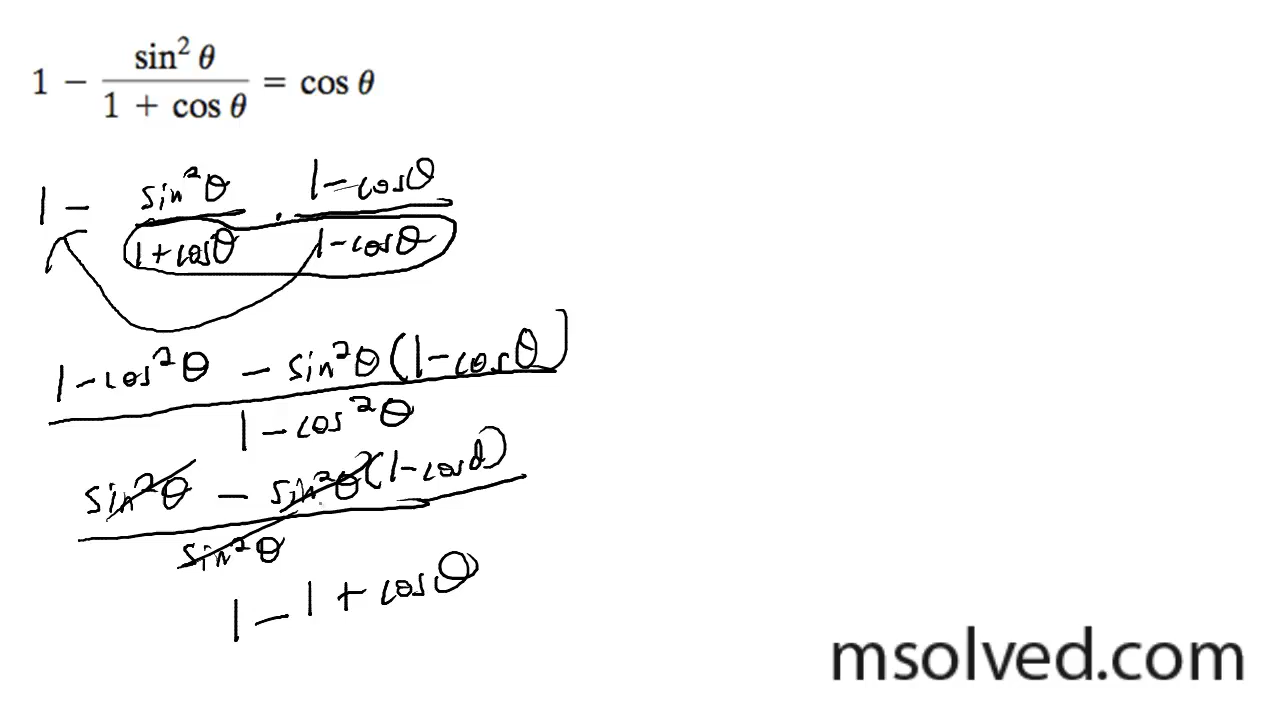 1 − sin² θ / 1 + cos θ = cos θ
1 − sin²θ / 1+cosθ · 1−cosθ / 1−cosθ
1−cos²θ − sin²θ(1−cosθ) / 1−cos²θ
sin²θ − sin²θ(1−cosθ) / sin²θ
1 − 1 + cosθ
msolved.com